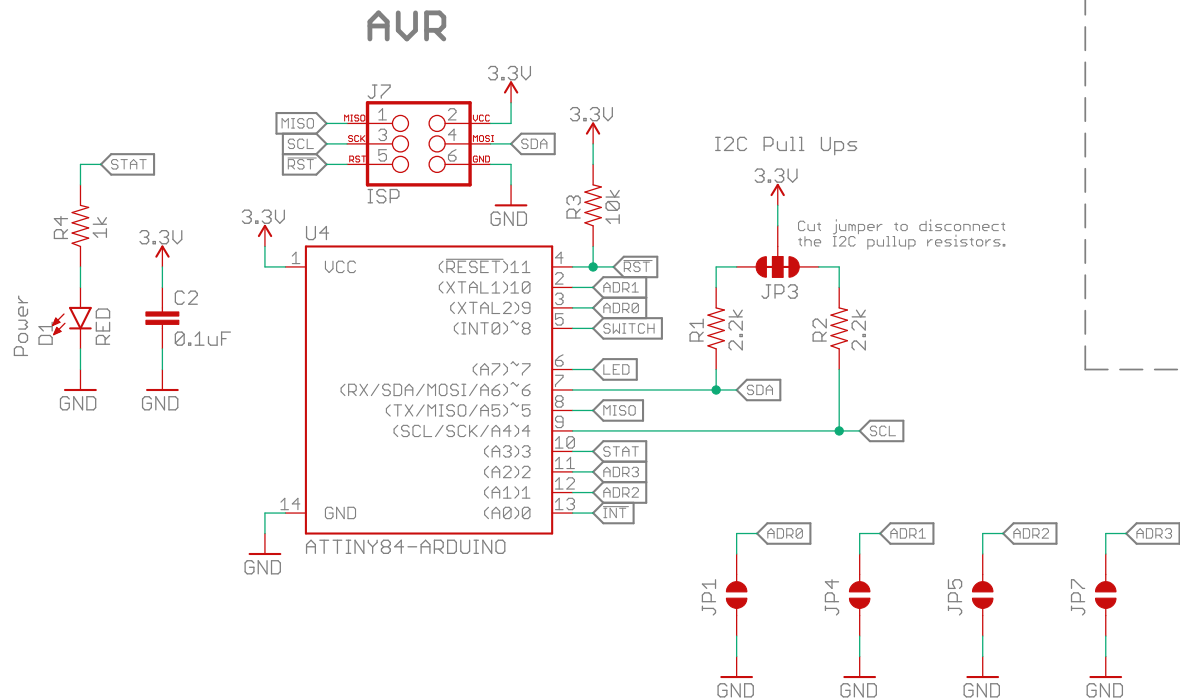 AVR
3.3V
J7
MISO MISO 1 2 VCC
SCL SCK 3 4 MOSI SDA
RST RST 5 6 GND
ISP
GND
3.3V
R3
10k
I2C Pull Ups
3.3V
Cut jumper to disconnect
the I2C pullup resistors.
JP3
R1
2.2k
R2
2.2k
STAT
R4
1k
Power
D1
RED
GND
3.3V
C2
0.1uF
GND
3.3V
U4
1 VCC (RESET)11 4 RST
(XTAL1)10 2 ADR1
(XTAL2)9 3 ADR0
(INT0)~8 5 SWITCH
(A7)~7 6 LED
(RX/SDA/MOSI/A6)~6 7 SDA
(TX/MISO/A5)~5 8 MISO
(SCL/SCK/A4)4 9 SCL
(A3)3 10 STAT
(A2)2 11 ADR3
(A1)1 12 ADR2
14 GND (A0)0 13 INT
ATTINY84-ARDUINO
GND
ADR0 ADR1 ADR2 ADR3
JP1 JP4 JP5 JP7
GND GND GND GND